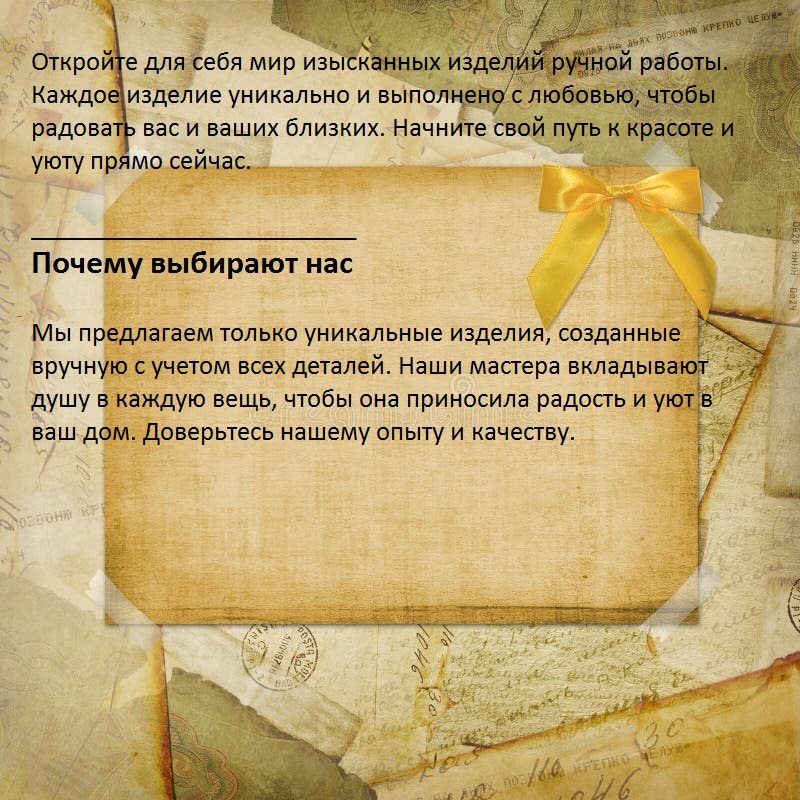 Откройте для себя мир изысканных изделий ручной работы.
Каждое изделие уникально и выполнено с любовью, чтобы
радовать вас и ваших близких. Начните свой путь к красоте и
уюту прямо сейчас.
Почему выбирают нас
Мы предлагаем только уникальные изделия, созданные
вручную с учетом всех деталей. Наши мастера вкладывают
душу в каждую вещь, чтобы она приносила радость и уют в
ваш дом. Доверьтесь нашему опыту и качеству.